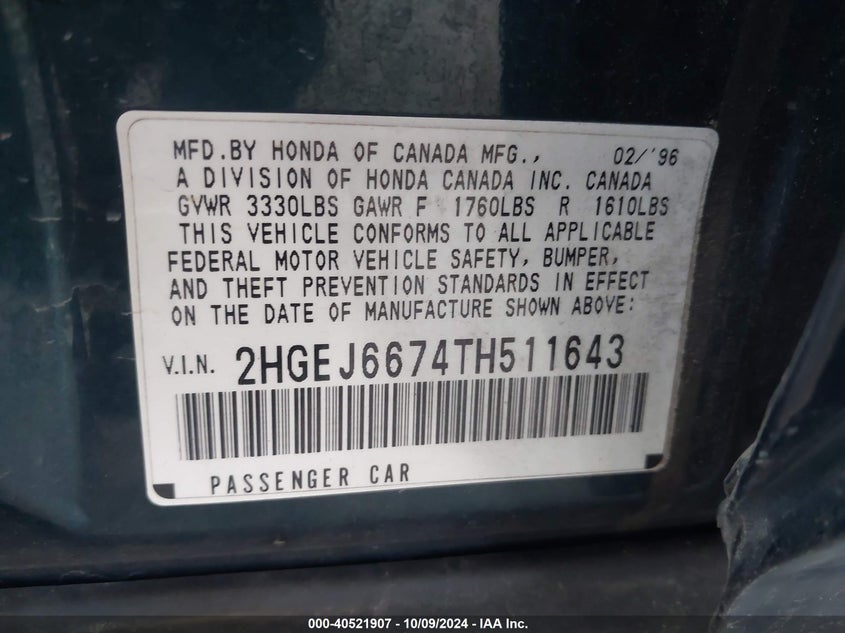 MFD.BY HONDA OF CANADA MFG., 02/'96
A DIVISION OF HONDA CANADA INC. CANADA
GVWR 3330LBS GAWR F 1760LBS R 1610LBS
THIS VEHICLE CONFORMS TO ALL APPLICABLE
FEDERAL MOTOR VEHICLE SAFETY, BUMPER,
AND THEFT PREVENTION STANDARDS IN EFFECT
ON THE DATE OF MANUFACTURE SHOWN ABOVE:
V.I.N. 2HGEJ6674TH511643
PASSENGER CAR
000-40521907 - 10/09/2024 - IAA Inc.